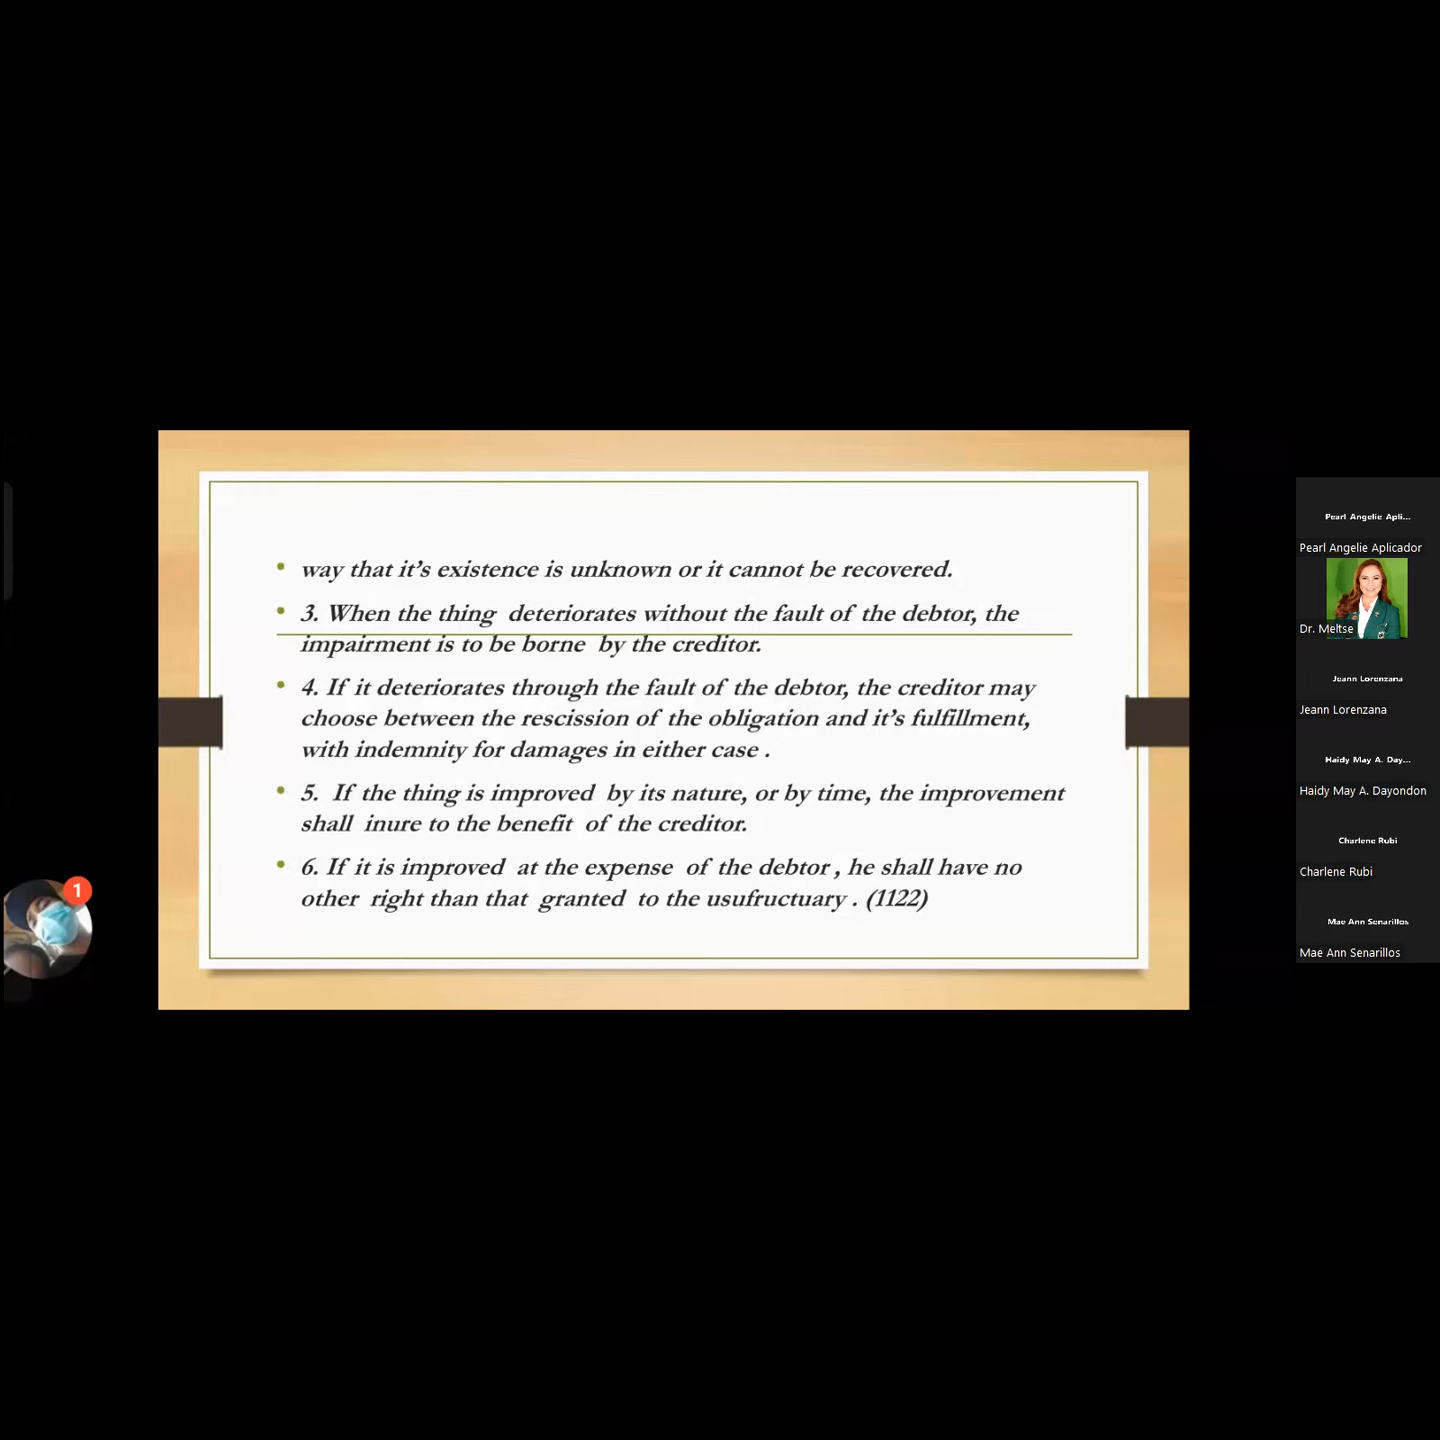 way that it's existence is unknown or it cannot be recovered.
3. When the thing deteriorates without the fault of the debtor, the
impairment is to be borne by the creditor.
4. If it deteriorates through the fault of the debtor, the creditor may
choose between the rescission of the obligation and it's fulfillment,
with indemnity for damages in either case .
5. If the thing is improved by its nature, or by time, the improvement
shall inure to the benefit of the creditor.
6. If it is improved at the expense of the debtor , he shall have no
other right than that granted to the usufructuary . (1122)
1
Pearl Angelie Apli...
Pearl Angelie Aplicador
Dr. Meltse
Jeann Lorenzana
Jeann Lorenzana
Haidy May A. Day...
Haidy May A. Dayondon
Charlene Rubi
Charlene Rubi
Mae Ann Senarillos
Mae Ann Senarillos